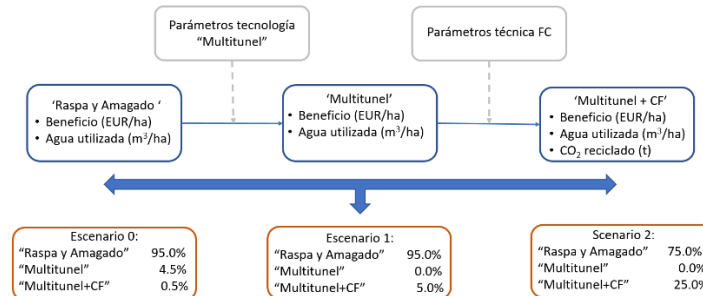 Parámetros tecnología
“Multitunel”
Parámetros técnica FC
‘Raspa y Amagado ‘
• Beneficio (EUR/ha)
• Agua utilizada (m³/ha)
‘Multitunel’
• Beneficio (EUR/ha)
• Agua utilizada (m³/ha)
‘Multitunel + CF’
• Beneficio (EUR/ha)
• Agua utilizada (m³/ha)
• CO₂ reciclado (t)
Escenario 0:
“Raspa y Amagado” 95.0%
“Multitunel” 4.5%
“Multitunel+CF” 0.5%
Escenario 1:
“Raspa y Amagado” 95.0%
“Multitunel” 0.0%
“Multitunel+CF” 5.0%
Scenario 2:
“Raspa y Amagado” 75.0%
“Multitunel” 0.0%
“Multitunel+CF” 25.0%